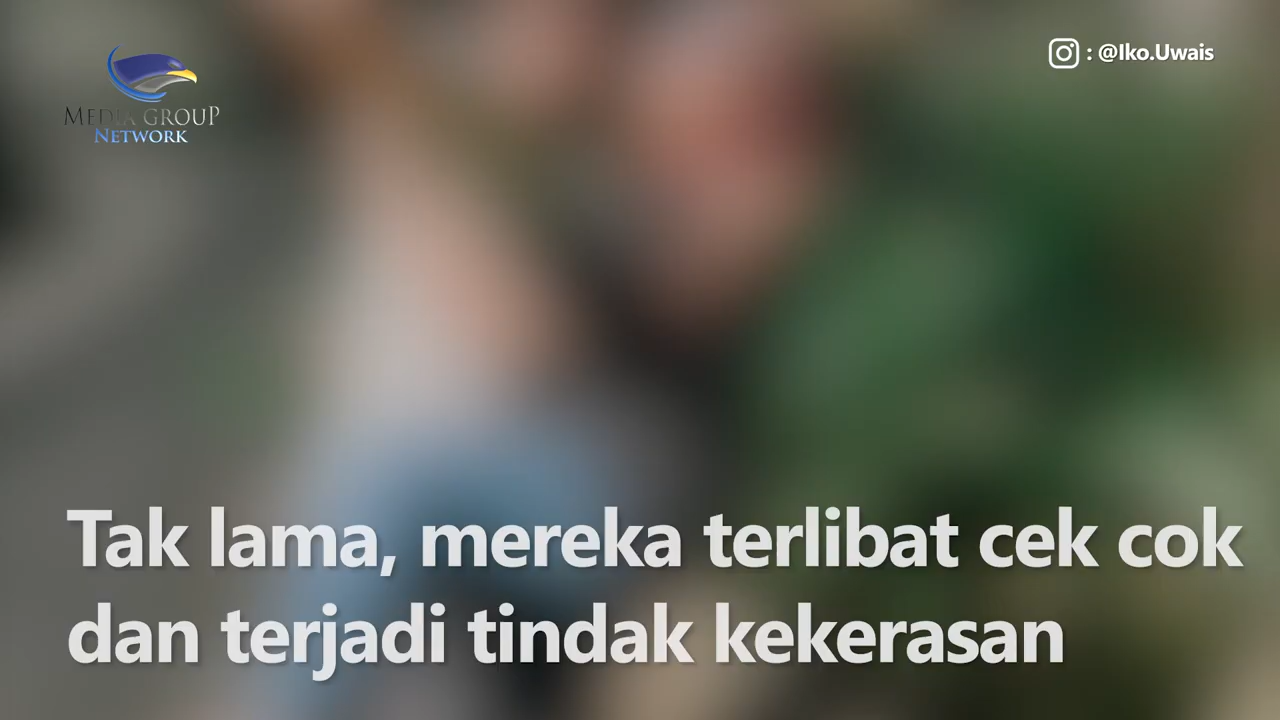 MEDIA GROUP
NETWORK
: @Iko.Uwais
Tak lama, mereka terlibat cek cok
dan terjadi tindak kekerasan